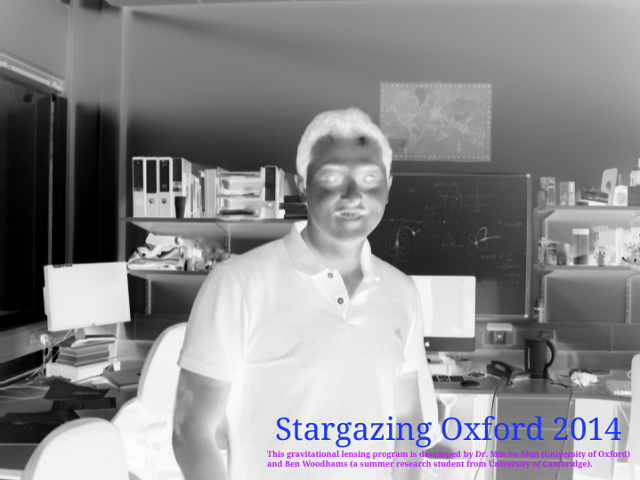 Stargazing Oxford 2014
This gravitational lensing program is developed by Dr. Min-Su Shin (University of Oxford)
and Ben Woodhams (a summer research student from University of Cambridge).